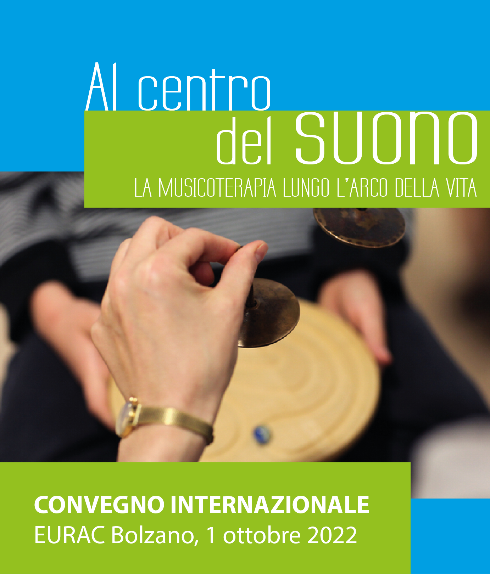 Al centro
del suono
LA MUSICOTERAPIA LUNGO L'ARCO DELLA VITA
CONVEGNO INTERNAZIONALE
EURAC Bolzano, 1 ottobre 2022